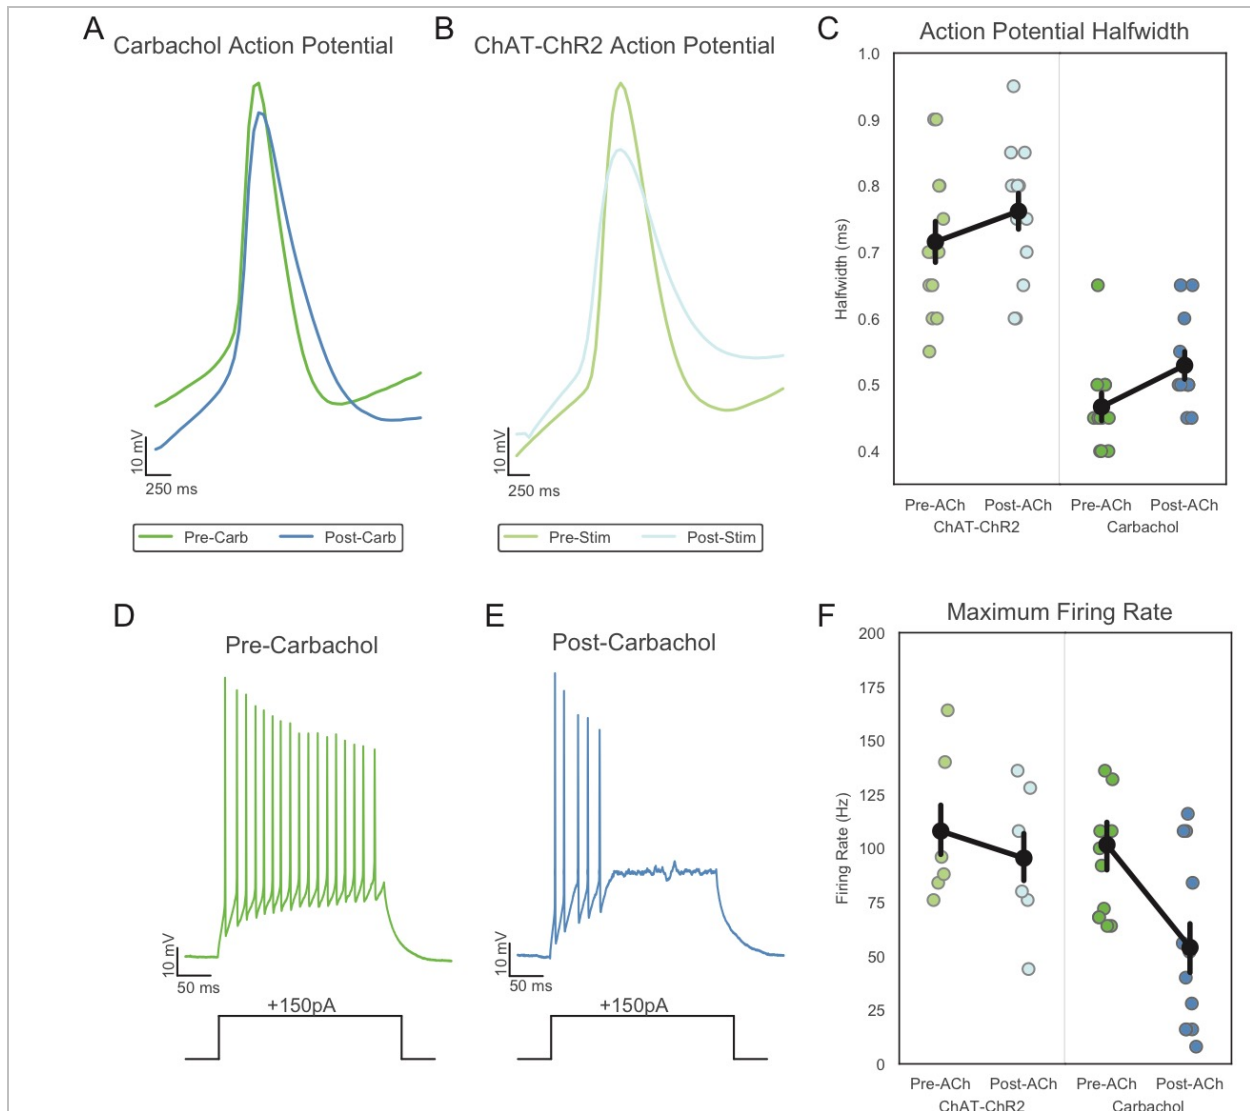 A
Carbachol Action Potential
10 mV
250 ms
Pre-Carb
Post-Carb
B
ChAT-ChR2 Action Potential
10 mV
250 ms
Pre-Stim
Post-Stim
C
Action Potential Halfwidth
Halfwidth (ms)
1.0
0.9
0.8
0.7
0.6
0.5
0.4
Pre-ACh Post-ACh Pre-ACh Post-ACh
ChAT-ChR2 Carbachol
D
Pre-Carbachol
10 mV
50 ms
+150pA
E
Post-Carbachol
10 mV
50 ms
+150pA
F
Maximum Firing Rate
Firing Rate (Hz)
200
175
150
125
100
75
50
25
0
Pre-ACh Post-ACh Pre-ACh Post-ACh
ChAT-ChR2 Carbachol